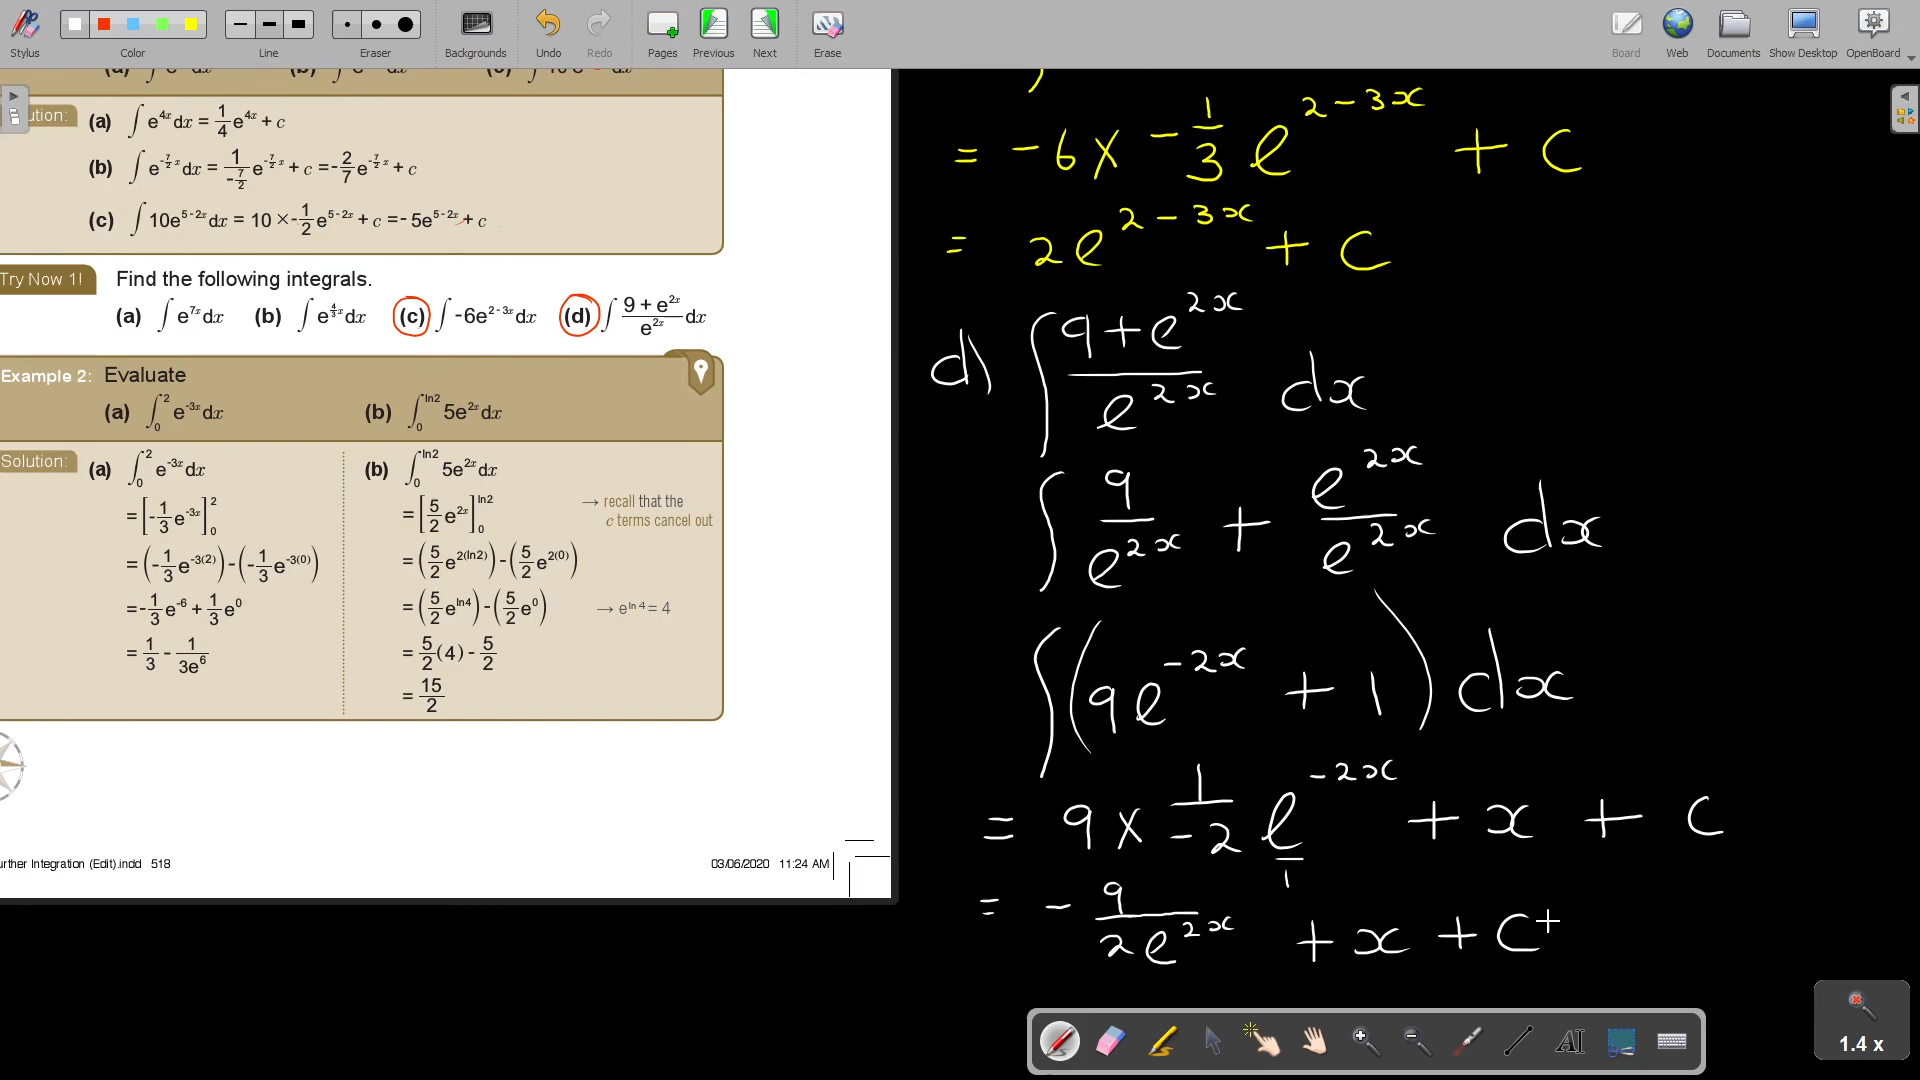 Stylus Color Line Eraser Backgrounds Undo Redo Pages Previous Next Erase Board Web Documents Show Desktop OpenBoard
(a) ∫ e^{4x} dx = 1/4 e^{4x} + c
(b) ∫ e^{-7/2 x} dx = 1/(-7/2) e^{-7/2 x} + c = -2/7 e^{-7/2 x} + c
(c) ∫ 10e^{5-2x} dx = 10 × -1/2 e^{5-2x} + c = -5e^{5-2x} + c
Try Now 1! Find the following integrals.
(a) ∫ e^{7x} dx (b) ∫ e^{4/3 x} dx (c) ∫ -6e^{2-3x} dx (d) ∫ (9 + e^{2x})/e^{2x} dx
Example 2: Evaluate
(a) ∫_0^2 e^{-3x} dx (b) ∫_0^{ln2} 5e^{2x} dx
Solution: (a) ∫_0^2 e^{-3x} dx
= [-1/3 e^{-3x}]_0^2
= (-1/3 e^{-3(2)}) - (-1/3 e^{-3(0)})
= -1/3 e^{-6} + 1/3 e^0
= 1/3 - 1/(3e^6)
(b) ∫_0^{ln2} 5e^{2x} dx
= [5/2 e^{2x}]_0^{ln2} → recall that the
c terms cancel out
= (5/2 e^{2(ln2)}) - (5/2 e^{2(0)})
= (5/2 e^{ln4}) - (5/2 e^0) → e^{ln 4} = 4
= 5/2 (4) - 5/2
= 15/2
urther Integration (Edit).indd 518 03/06/2020 11:24 AM
= -6 × -1/3 e^{2-3x} + c
= 2e^{2-3x} + c
d) ∫ (9+e^{2x})/e^{2x} dx
∫ 9/e^{2x} + e^{2x}/e^{2x} dx
∫ (9e^{-2x} + 1) dx
= 9 × 1/-2 e^{-2x}/1 + x + c
= -9/(2e^{2x}) + x + c
1.4 x